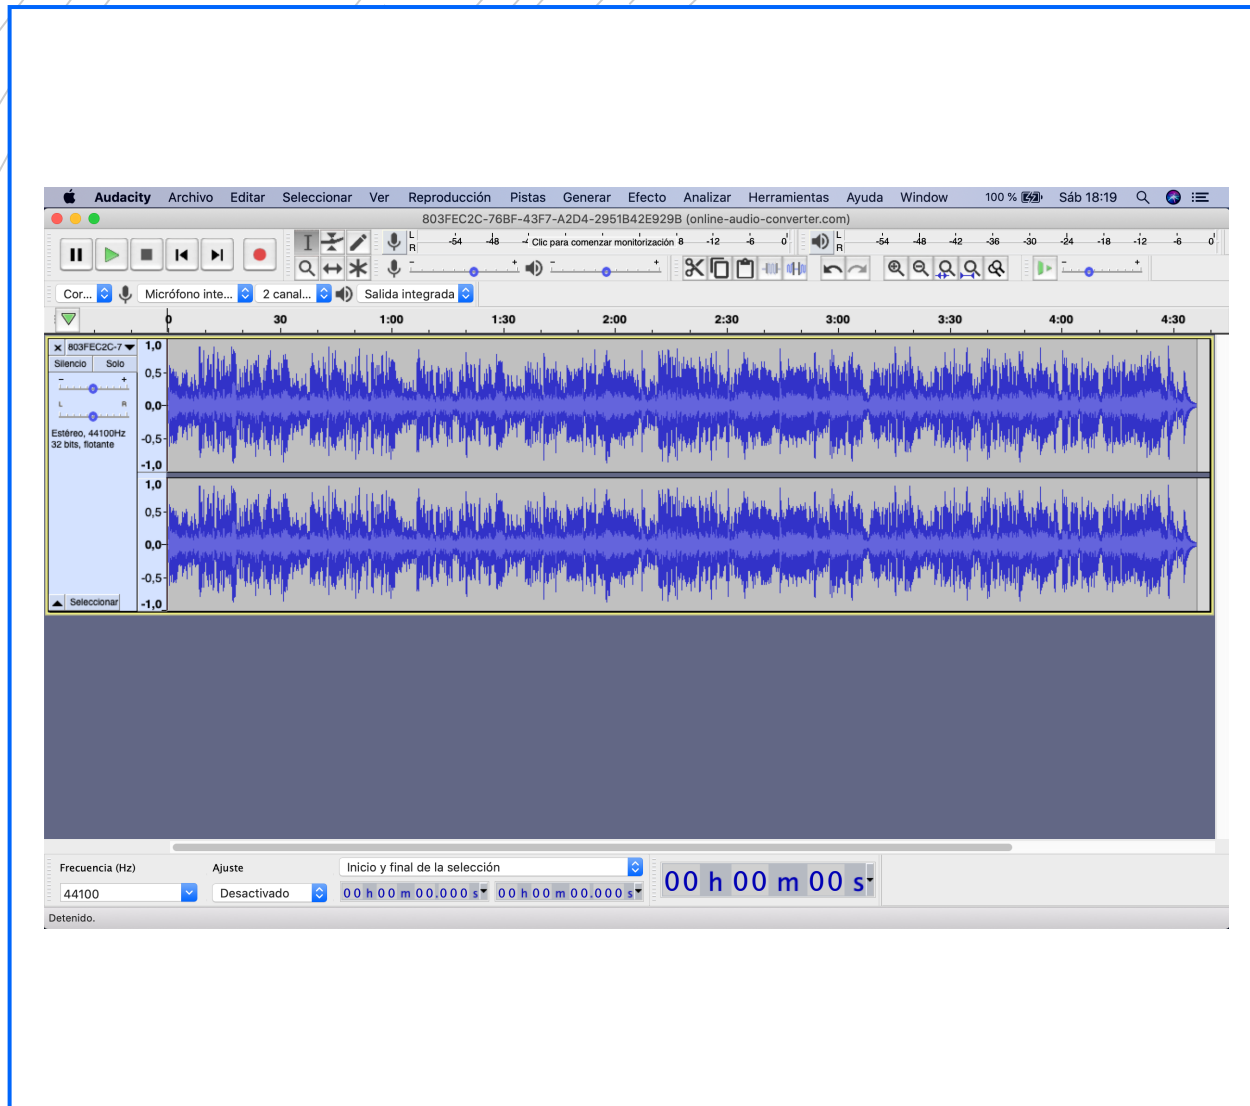 Audacity Archivo Editar Seleccionar Ver Reproducción Pistas Generar Efecto Analizar Herramientas Ayuda Window 100 % Sáb 18:19
803FEC2C-76BF-43F7-A2D4-2951B42E929B (online-audio-converter.com)
L R -54 -48 Clic para comenzar monitorización 8 -12 -6 0 L R -54 -48 -42 -36 -30 -24 -18 -12 -6 0
- + - + - +
Cor... Micrófono inte... 2 canal... Salida integrada
0 30 1:00 1:30 2:00 2:30 3:00 3:30 4:00 4:30
803FEC2C-7 1,0
Silencio Solo
- + 0,5
L R 0,0
Estéreo, 44100Hz -0,5
32 bits, flotante
-1,0
1,0
0,5
0,0
-0,5
Seleccionar -1,0
Frecuencia (Hz) Ajuste Inicio y final de la selección
44100 Desactivado 00 h 00 m 00.000 s 00 h 00 m 00.000 s 00 h 00 m 00 s
Detenido.